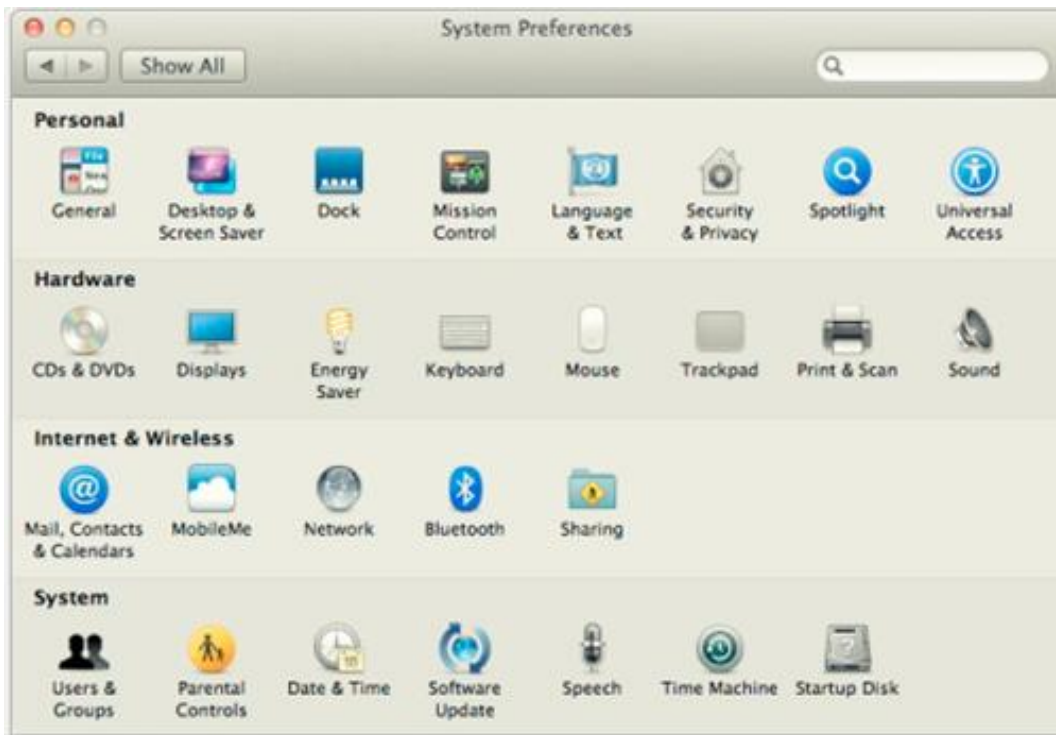 System Preferences
Show All
Personal
General
Desktop &
Screen Saver
Dock
Mission
Control
Language
& Text
Security
& Privacy
Spotlight
Universal
Access
Hardware
CDs & DVDs
Displays
Energy
Saver
Keyboard
Mouse
Trackpad
Print & Scan
Sound
Internet & Wireless
Mail, Contacts
& Calendars
MobileMe
Network
Bluetooth
Sharing
System
Users &
Groups
Parental
Controls
Date & Time
Software
Update
Speech
Time Machine
Startup Disk